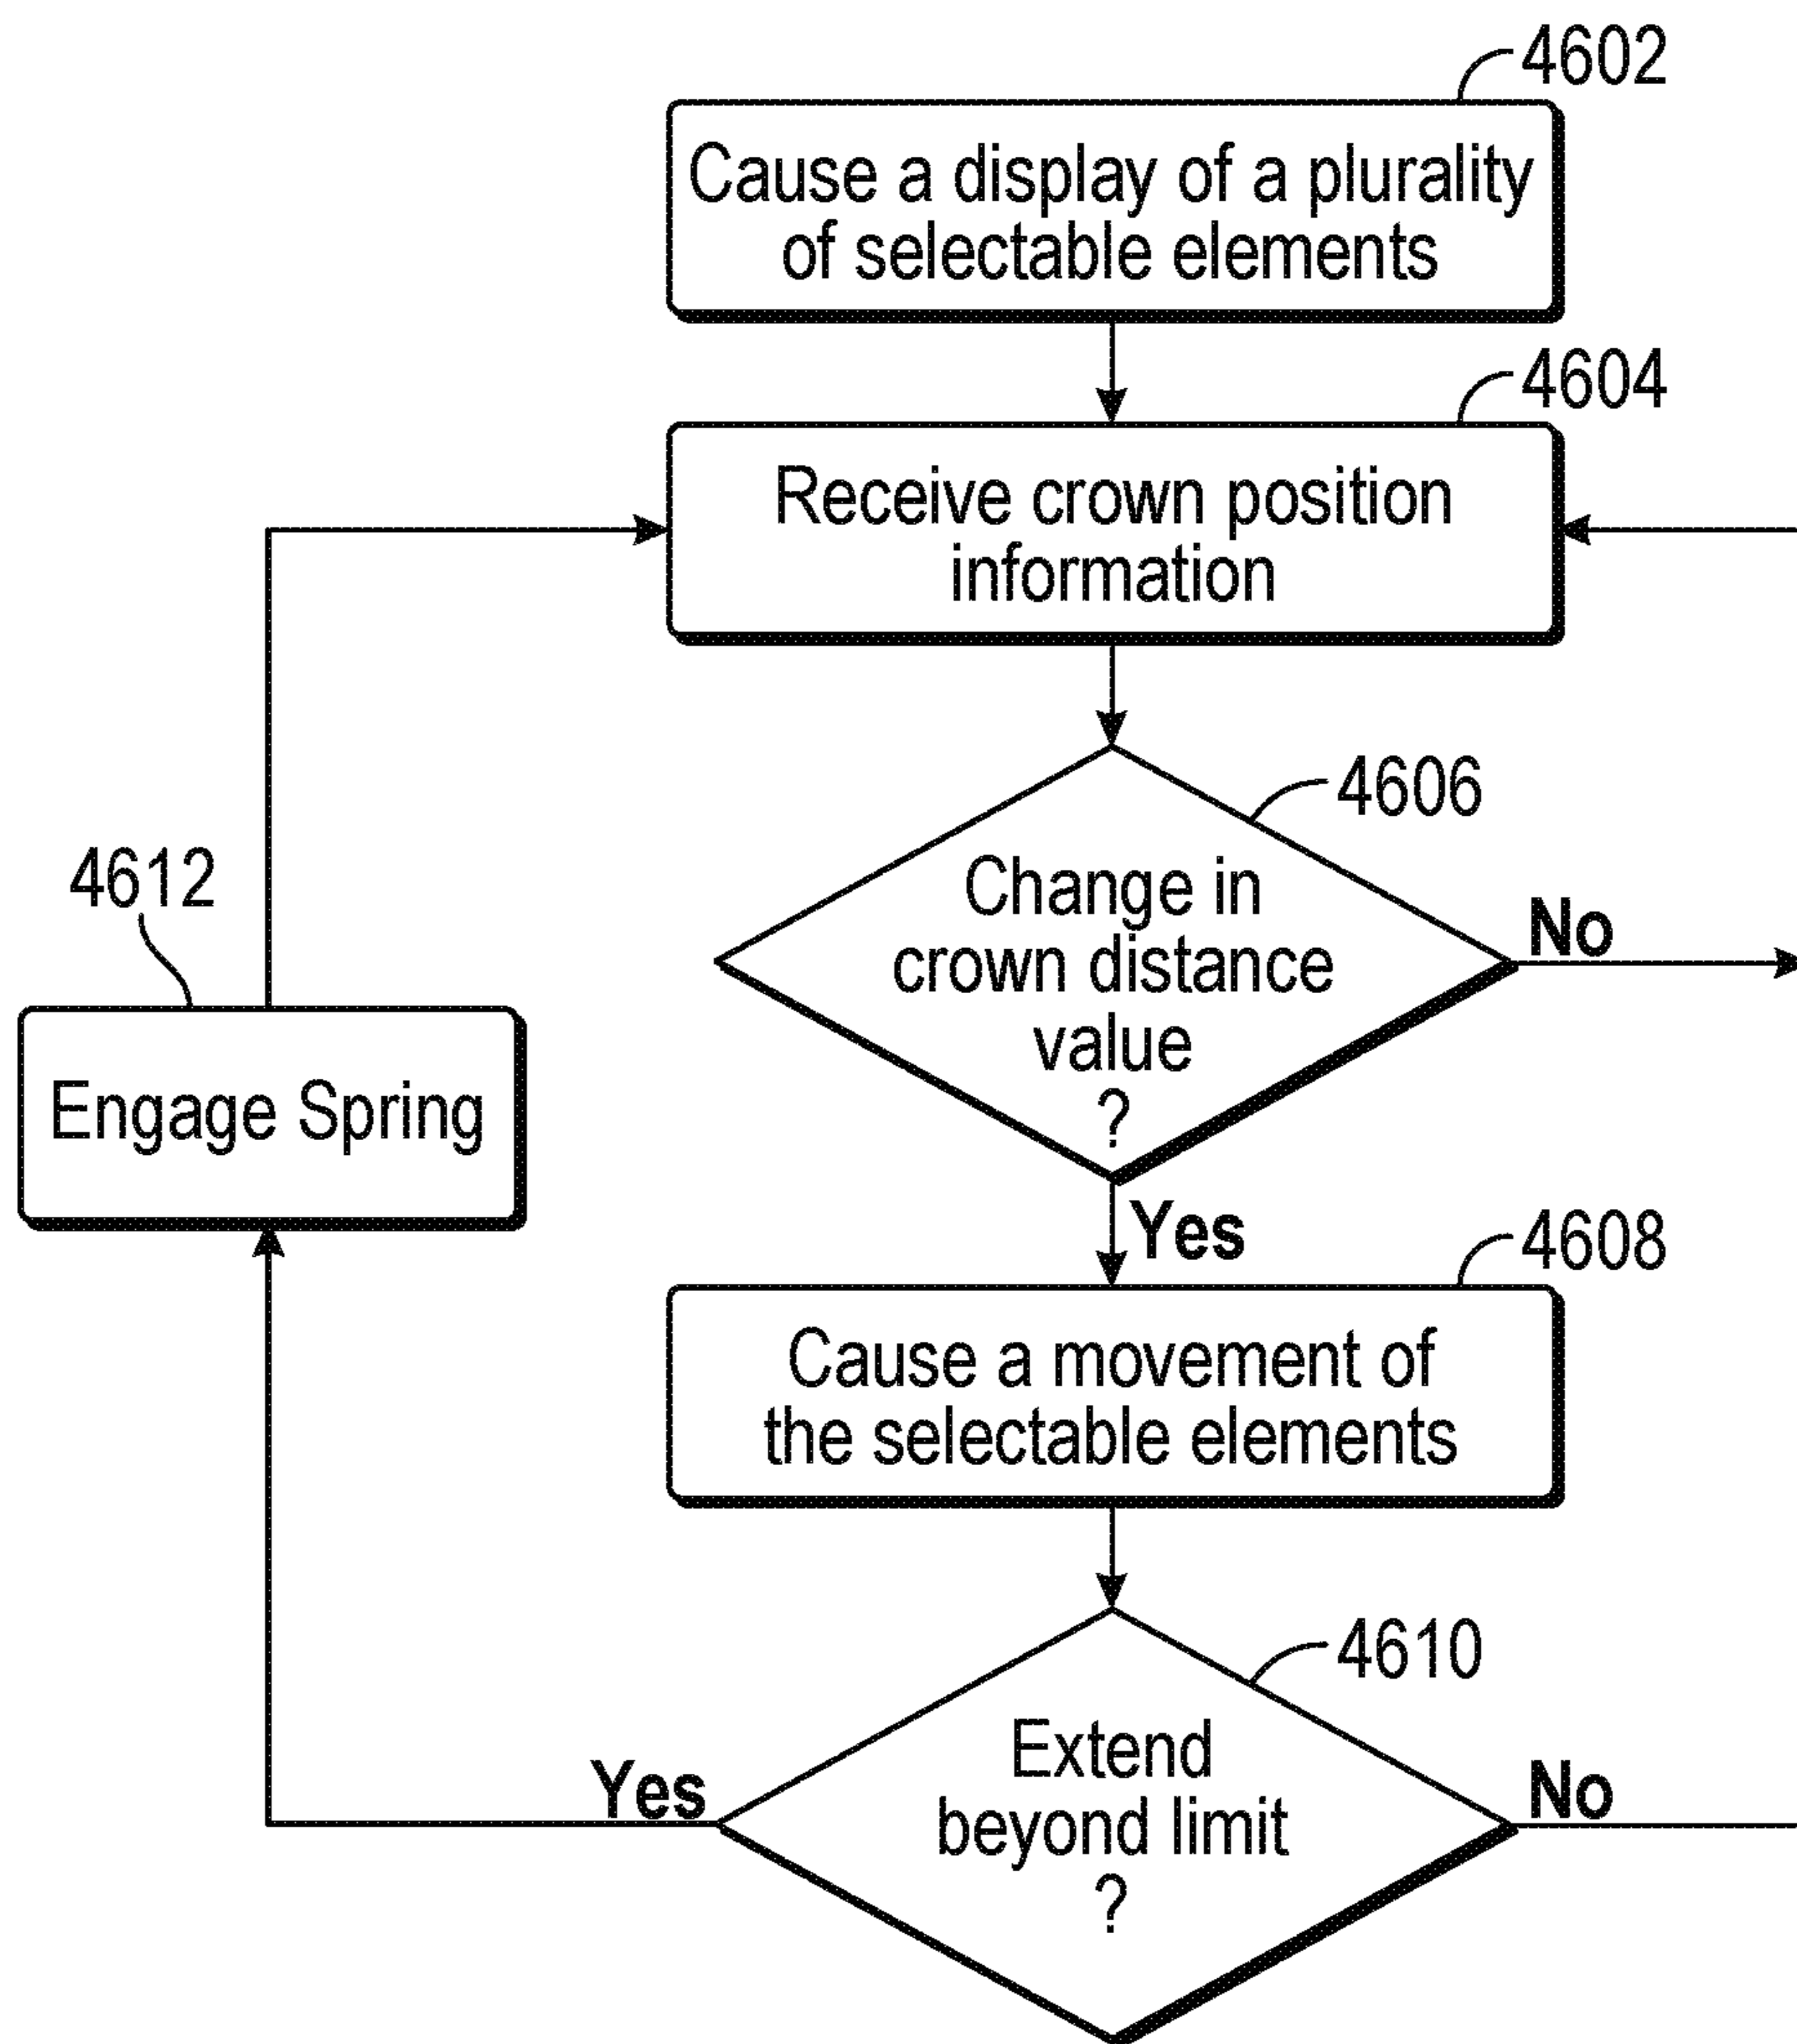 4602
Cause a display of a plurality
of selectable elements
4604
Receive crown position
information
4606
Change in
crown distance
value
?
No
4612
Engage Spring
Yes
4608
Cause a movement of
the selectable elements
4610
Extend
beyond limit
?
Yes
No